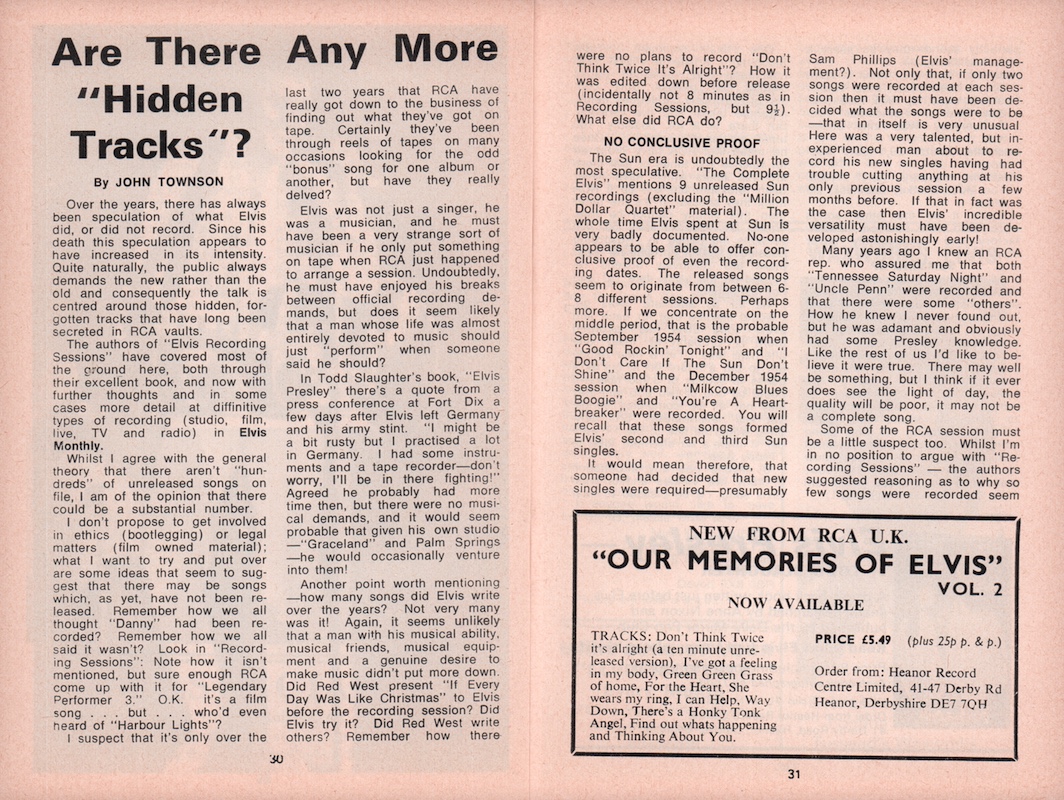 Are There Any More
"Hidden
Tracks"?
By JOHN TOWNSON
Over the years, there has always
been speculation of what Elvis
did, or did not record. Since his
death this speculation appears to
have increased in its intensity.
Quite naturally, the public always
demands the new rather than the
old and consequently the talk is
centred around those hidden, for-
gotten tracks that have long been
secreted in RCA vaults.
The authors of "Elvis Recording
Sessions" have covered most of
the ground here, both through
their excellent book, and now with
further thoughts and in some
cases more detail at diffinitive
types of recording (studio, film,
live, TV and radio) in Elvis
Monthly.
Whilst I agree with the general
theory that there aren't "hun-
dreds" of unreleased songs on
file, I am of the opinion that there
could be a substantial number.
I don't propose to get involved
in ethics (bootlegging) or legal
matters (film owned material);
what I want to try and put over
are some ideas that seem to sug-
gest that there may be songs
which, as yet, have not been re-
leased. Remember how we all
thought "Danny" had been re-
corded? Remember how we all
said it wasn't? Look in "Record-
ing Sessions": Note how it isn't
mentioned, but sure enough RCA
come up with it for "Legendary
Performer 3." O.K. it's a film
song . . . but . . . who'd even
heard of "Harbour Lights"?
I suspect that it's only over the
last two years that RCA have
really got down to the business of
finding out what they've got on
tape. Certainly they've been
through reels of tapes on many
occasions looking for the odd
"bonus" song for one album or
another, but have they really
delved?
Elvis was not just a singer, he
was a musician, and he must
have been a very strange sort of
musician if he only put something
on tape when RCA just happened
to arrange a session. Undoubtedly,
he must have enjoyed his breaks
between official recording de-
mands, but does it seem likely
that a man whose life was almost
entirely devoted to music should
just "perform" when someone
said he should?
In Todd Slaughter's book, "Elvis
Presley" there's a quote from a
press conference at Fort Dix a
few days after Elvis left Germany
and his army stint. "I might be
a bit rusty but I practised a lot
in Germany. I had some instru-
ments and a tape recorder—don't
worry, I'll be in there fighting!"
Agreed he probably had more
time then, but there were no musi-
cal demands, and it would seem
probable that given his own studio
—"Graceland" and Palm Springs
—he would occasionally venture
into them!
Another point worth mentioning
—how many songs did Elvis write
over the years? Not very many
was it! Again, it seems unlikely
that a man with his musical ability,
musical friends, musical equip-
ment and a genuine desire to
make music didn't put more down.
Did Red West present "If Every
Day Was Like Christmas" to Elvis
before the recording session? Did
Elvis try it? Did Red West write
others? Remember how there
30
were no plans to record "Don't
Think Twice It's Alright"? How it
was edited down before release
(incidentally not 8 minutes as in
Recording Sessions, but 9½).
What else did RCA do?
NO CONCLUSIVE PROOF
The Sun era is undoubtedly the
most speculative. "The Complete
Elvis" mentions 9 unreleased Sun
recordings (excluding the "Million
Dollar Quartet" material). The
whole time Elvis spent at Sun is
very badly documented. No-one
appears to be able to offer con-
clusive proof of even the record-
ing dates. The released songs
seem to originate from between 6-
8 different sessions. Perhaps
more. If we concentrate on the
middle period, that is the probable
September 1954 session when
"Good Rockin' Tonight" and "I
Don't Care If The Sun Don't
Shine" and the December 1954
session when "Milkcow Blues
Boogie" and "You're A Heart-
breaker" were recorded. You will
recall that these songs formed
Elvis' second and third Sun
singles.
It would mean therefore, that
someone had decided that new
singles were required—presumably
Sam Phillips (Elvis' manage-
ment?). Not only that, if only two
songs were recorded at each ses-
sion then it must have been de-
cided what the songs were to be
—that in itself is very unusual
Here was a very talented, but in-
experienced man about to re-
cord his new singles having had
trouble cutting anything at his
only previous session a few
months before. If that in fact was
the case then Elvis' incredible
versatility must have been de-
veloped astonishingly early!
Many years ago I knew an RCA
rep. who assured me that both
"Tennessee Saturday Night" and
"Uncle Penn" were recorded and
that there were some "others".
How he knew I never found out,
but he was adamant and obviously
had some Presley knowledge.
Like the rest of us I'd like to be-
lieve it were true. There may well
be something, but I think if it ever
does see the light of day, the
quality will be poor, it may not be
a complete song.
Some of the RCA session must
be a little suspect too. Whilst I'm
in no position to argue with "Re-
cording Sessions" — the authors
suggested reasoning as to why so
few songs were recorded seem
NEW FROM RCA U.K.
"OUR MEMORIES OF ELVIS"
VOL. 2
NOW AVAILABLE
TRACKS: Don't Think Twice
it's alright (a ten minute unre-
leased version), I've got a feeling
in my body, Green Green Grass
of home, For the Heart, She
wears my ring, I can Help, Way
Down, There's a Honky Tonk
Angel, Find out whats happening
and Thinking About You.
PRICE £5.49 (plus 25p p. & p.)
Order from: Heanor Record
Centre Limited, 41-47 Derby Rd
Heanor, Derbyshire DE7 7QH
31